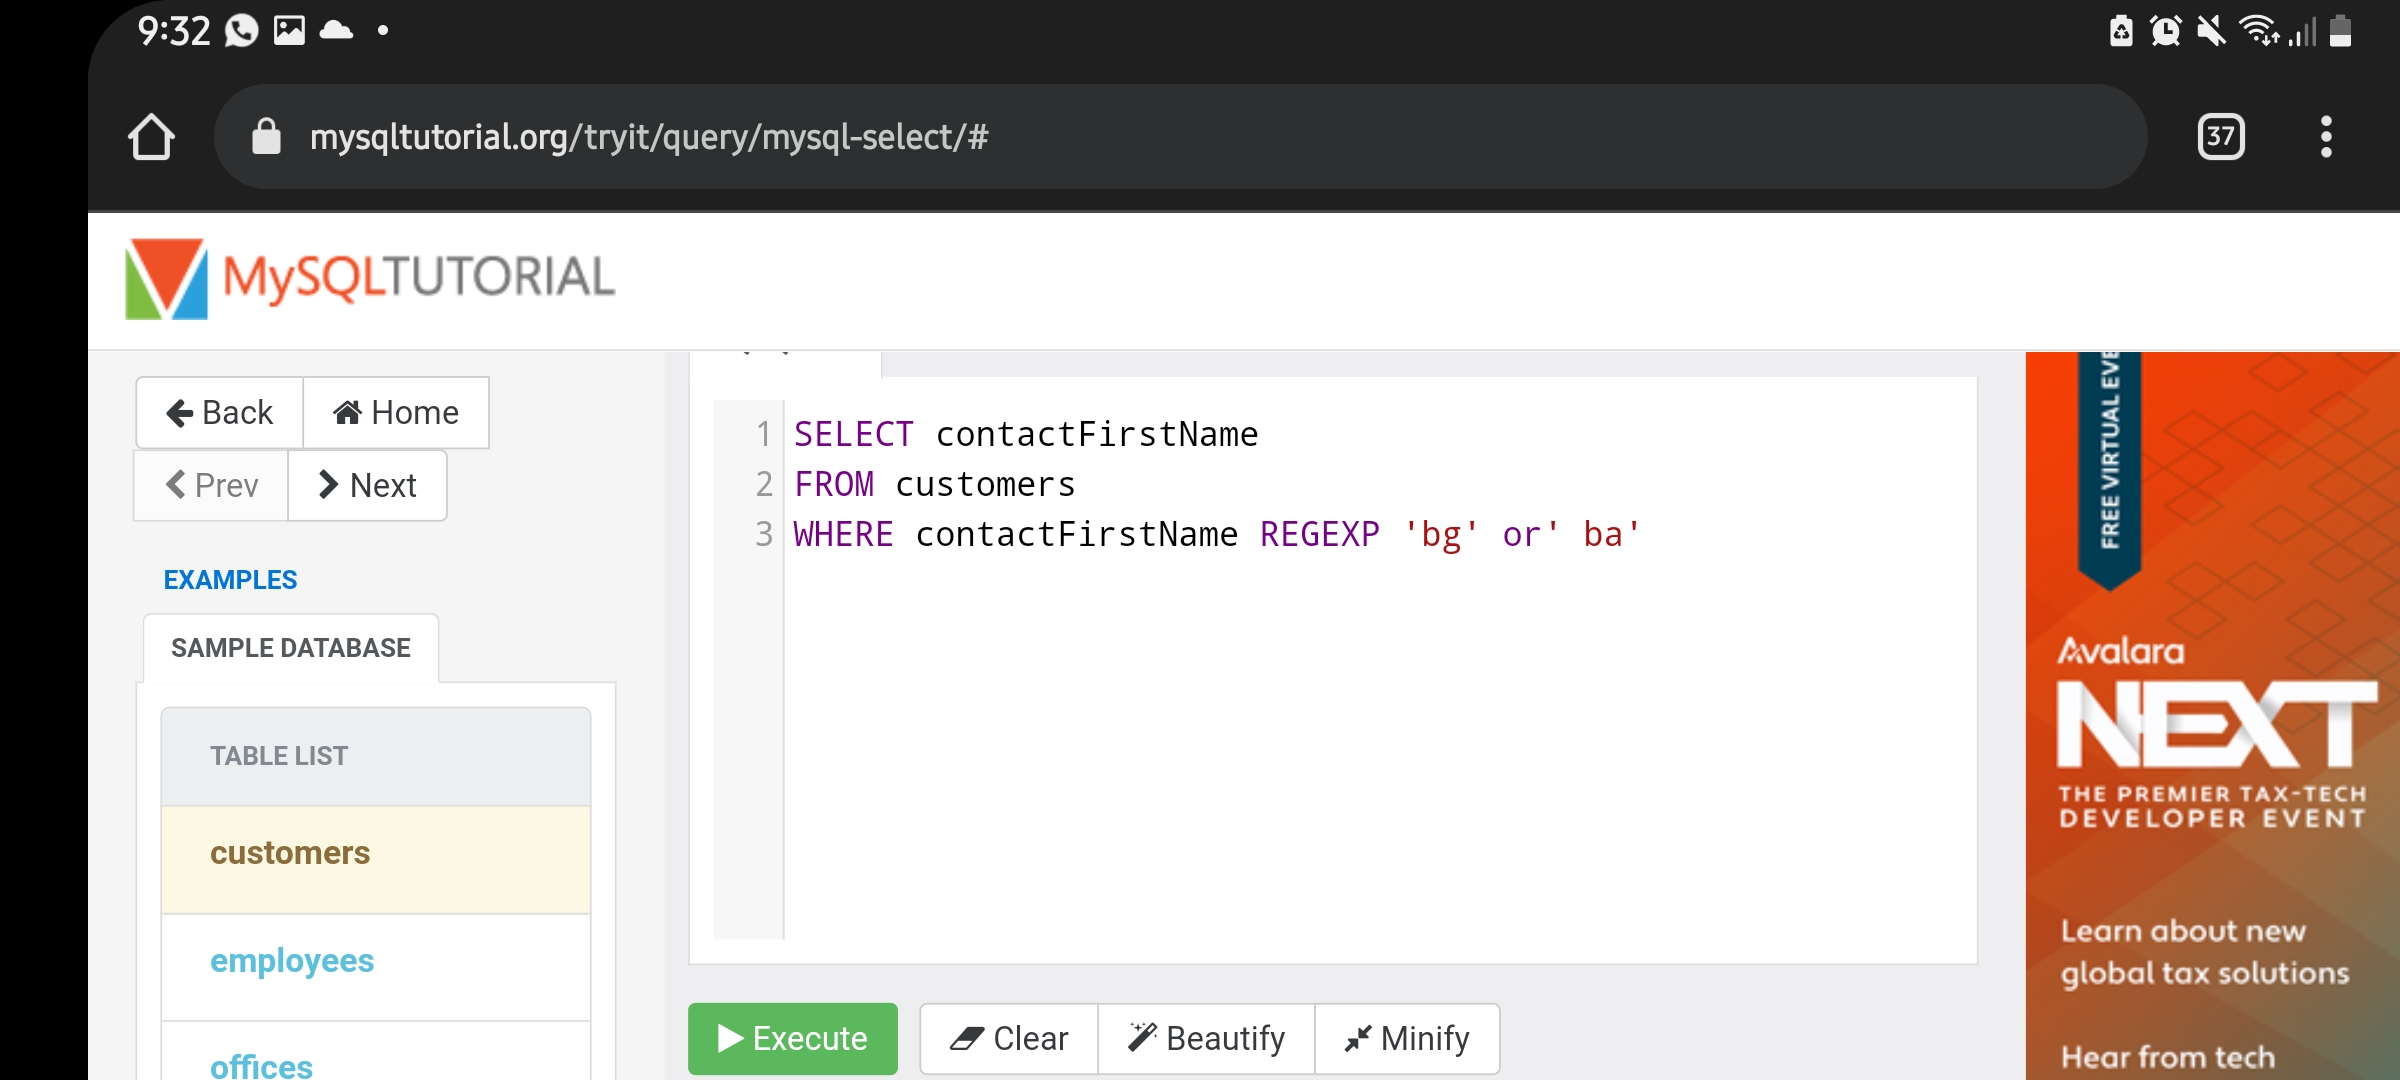 9:32
mysqltutorial.org/tryit/query/mysql-select/#
37
MySQLTUTORIAL
Back
Home
Prev
Next
EXAMPLES
SAMPLE DATABASE
TABLE LIST
customers
employees
offices
1 SELECT contactFirstName
2 FROM customers
3 WHERE contactFirstName REGEXP 'bg' or' ba'
Execute
Clear
Beautify
Minify
FREE VIRTUAL
Avalara
NEXT
THE PREMIER TAX-TECH
DEVELOPER EVENT
Learn about new
global tax solutions
Hear from tech